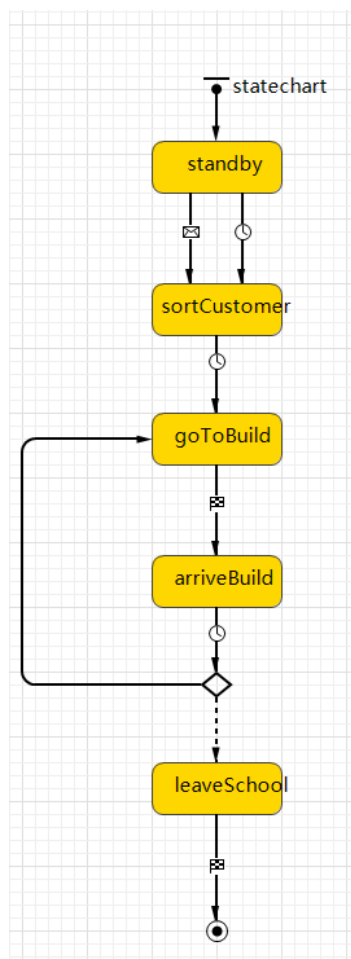 statechart
standby
sortCustomer
goToBuild
arriveBuild
leaveSchool